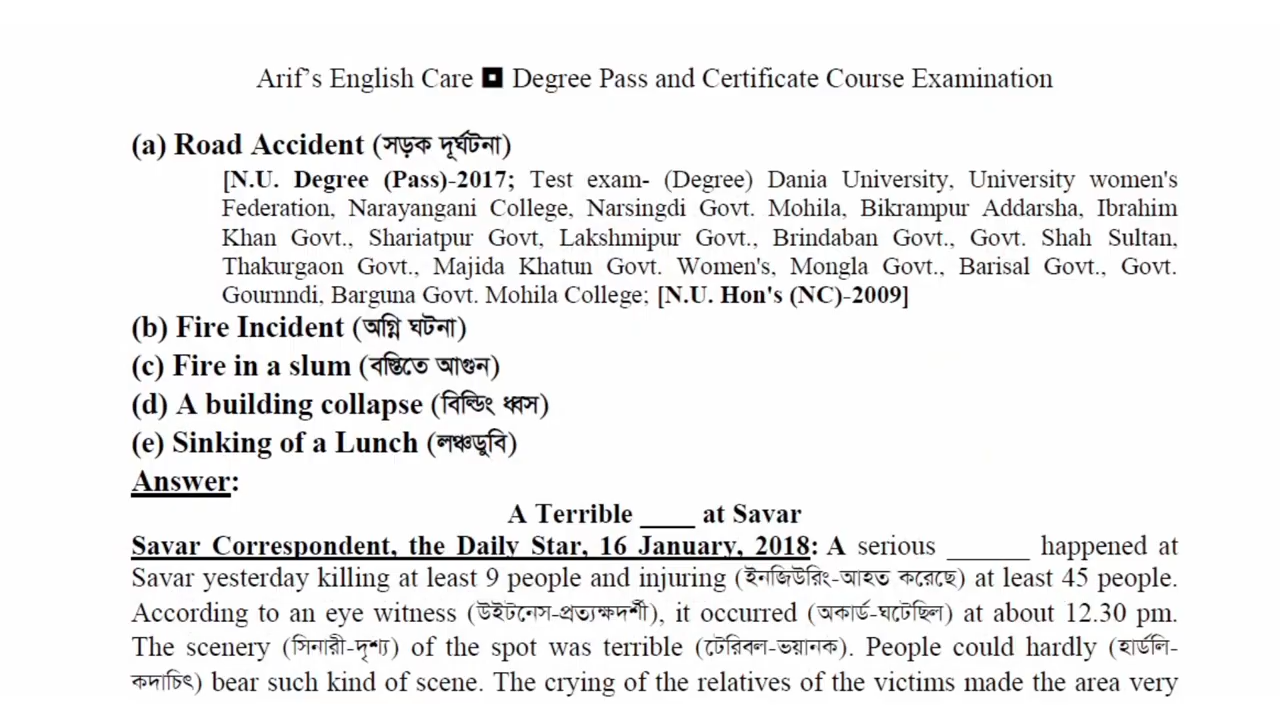 Arif's English Care ◘ Degree Pass and Certificate Course Examination
(a) Road Accident (সড়ক দূর্ঘটনা)
[N.U. Degree (Pass)-2017; Test exam- (Degree) Dania University, University women's
Federation, Narayangani College, Narsingdi Govt. Mohila, Bikrampur Addarsha, Ibrahim
Khan Govt., Shariatpur Govt, Lakshmipur Govt., Brindaban Govt., Govt. Shah Sultan,
Thakurgaon Govt., Majida Khatun Govt. Women's, Mongla Govt., Barisal Govt., Govt.
Gournndi, Barguna Govt. Mohila College; [N.U. Hon's (NC)-2009]
(b) Fire Incident (অগ্নি ঘটনা)
(c) Fire in a slum (বস্তিতে আগুন)
(d) A building collapse (বিল্ডিং ধ্বস)
(e) Sinking of a Lunch (লঞ্চডুবি)
Answer:
A Terrible ____ at Savar
Savar Correspondent, the Daily Star, 16 January, 2018: A serious ______ happened at
Savar yesterday killing at least 9 people and injuring (ইনজিউরিং-আহত করেছে) at least 45 people.
According to an eye witness (উইটনেস-প্রত্যক্ষদর্শী), it occurred (অকার্ড-ঘটেছিল) at about 12.30 pm.
The scenery (সিনারী-দৃশ্য) of the spot was terrible (টেরিবল-ভয়ানক). People could hardly (হার্ডলি-
কদাচিৎ) bear such kind of scene. The crying of the relatives of the victims made the area very